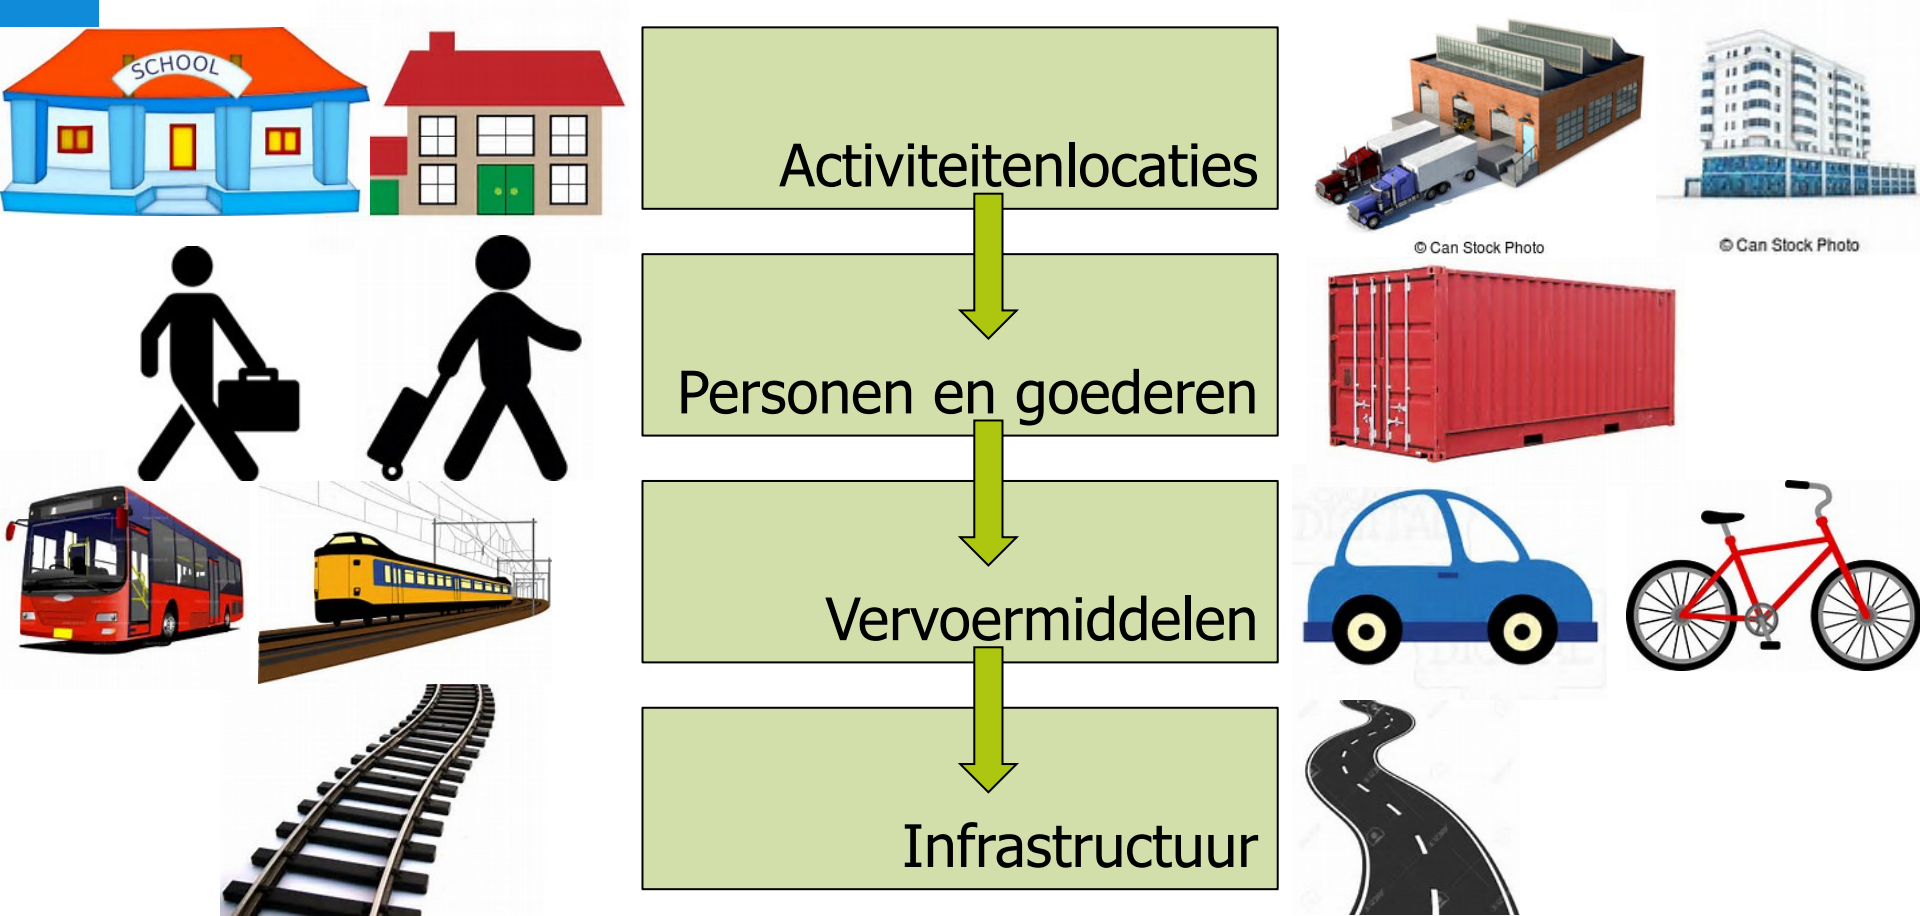 SCHOOL
Activiteitenlocaties
© Can Stock Photo
© Can Stock Photo
Personen en goederen
Vervoermiddelen
Infrastructuur